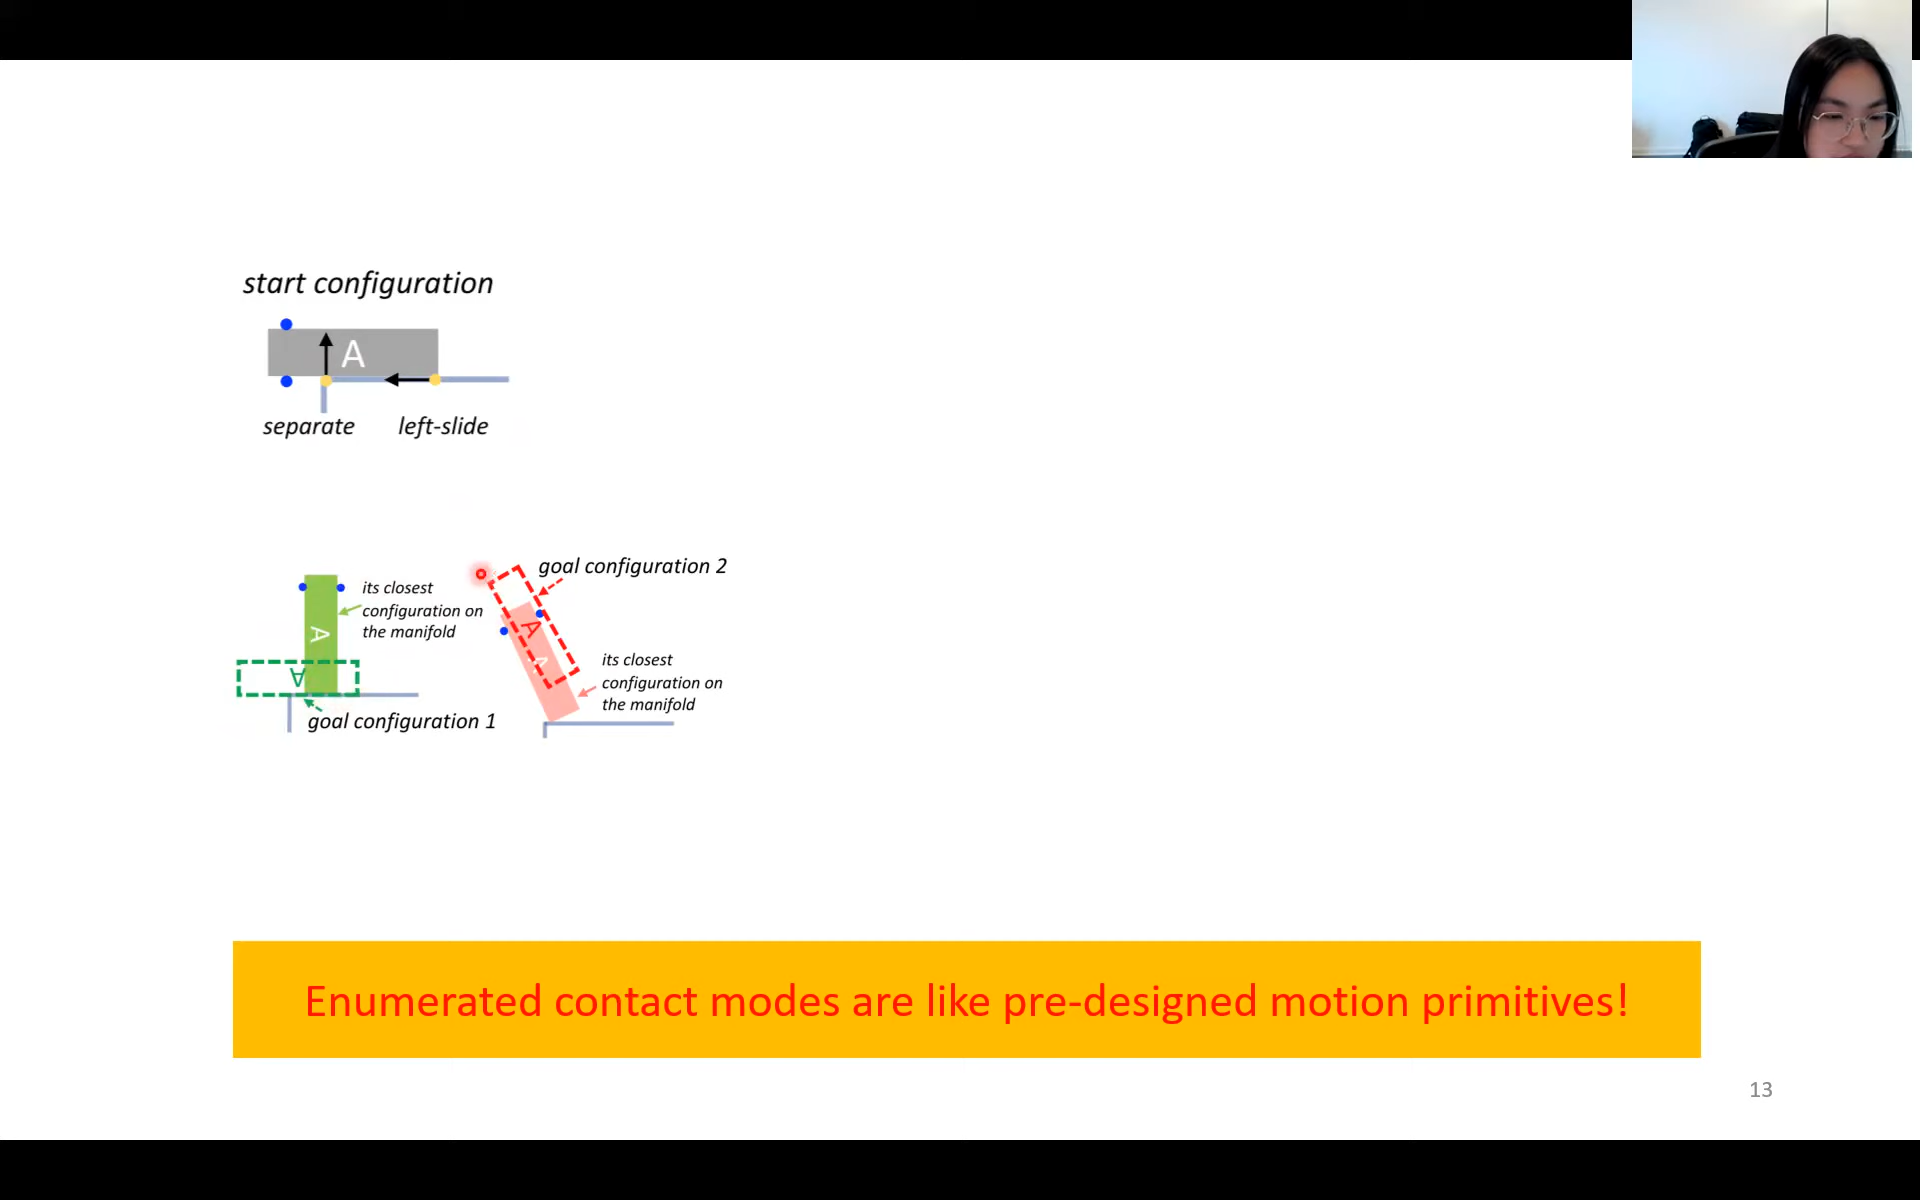 start configuration
A
separate
left-slide
goal configuration 2
its closest
configuration on
the manifold
A
A
goal configuration 1
A
A
its closest
configuration on
the manifold
Enumerated contact modes are like pre-designed motion primitives!
13